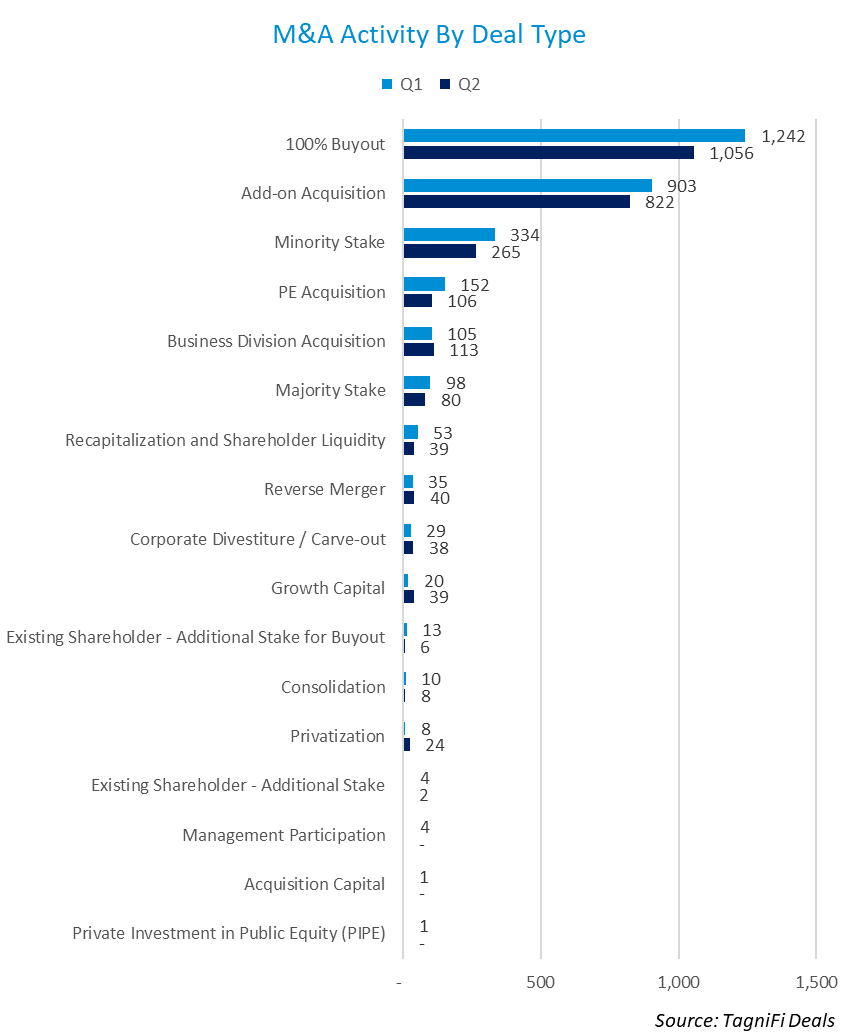 M&A Activity By Deal Type
Q1 Q2
100% Buyout 1,242
1,056
Add-on Acquisition 903
822
Minority Stake 334
265
PE Acquisition 152
106
Business Division Acquisition 105
113
Majority Stake 98
80
Recapitalization and Shareholder Liquidity 53
39
Reverse Merger 35
40
Corporate Divestiture / Carve-out 29
38
Growth Capital 20
39
Existing Shareholder - Additional Stake for Buyout 13
6
Consolidation 10
8
Privatization 8
24
Existing Shareholder - Additional Stake 4
2
Management Participation 4
-
Acquisition Capital 1
-
Private Investment in Public Equity (PIPE) 1
-
- 500 1,000 1,500
Source: TagniFi Deals